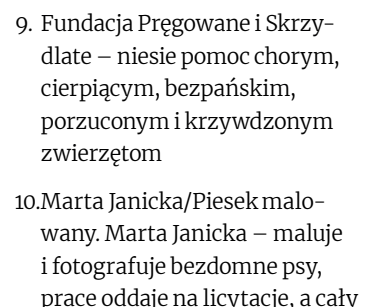 9. Fundacja Pręgowane i Skrzy-
dlate – niesie pomoc chorym,
cierpiącym, bezpańskim,
porzuconym i krzywdzonym
zwierzętom
10.Marta Janicka/Piesek malo-
wany. Marta Janicka – maluje
i fotografuje bezdomne psy,
prace oddaje na licytacje, a cały